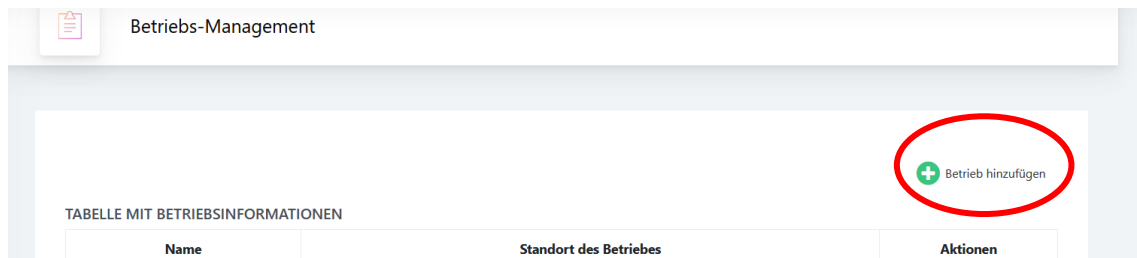 Betriebs-Management
Betrieb hinzufügen
TABELLE MIT BETRIEBSINFORMATIONEN
Name Standort des Betriebes Aktionen